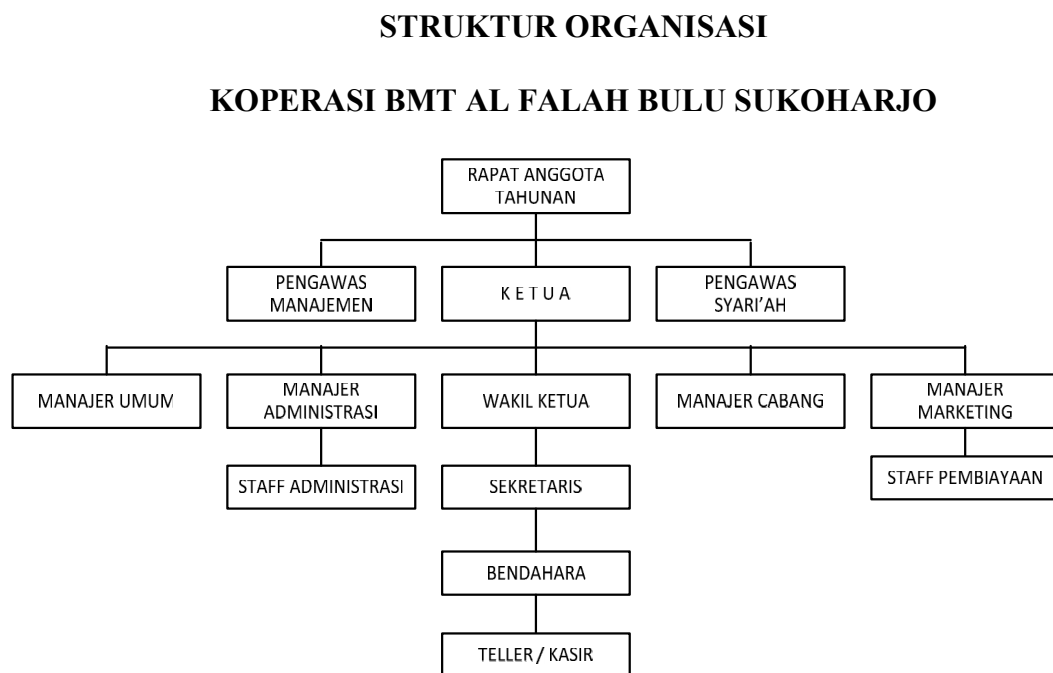 STRUKTUR ORGANISASI
KOPERASI BMT AL FALAH BULU SUKOHARJO
RAPAT ANGGOTA
TAHUNAN
PENGAWAS
MANAJEMEN
K E T U A
PENGAWAS
SYARI'AH
MANAJER UMUM
MANAJER
ADMINISTRASI
WAKIL KETUA
MANAJER CABANG
MANAJER
MARKETING
STAFF ADMINISTRASI
SEKRETARIS
STAFF PEMBIAYAAN
BENDAHARA
TELLER / KASIR